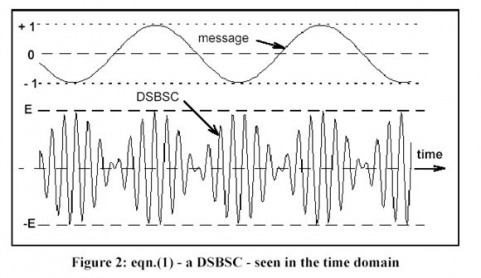 + 1
message
0
- 1
DSBSC
E
time
-
-E
Figure 2: eqn.(1) - a DSBSC - seen in the time domain